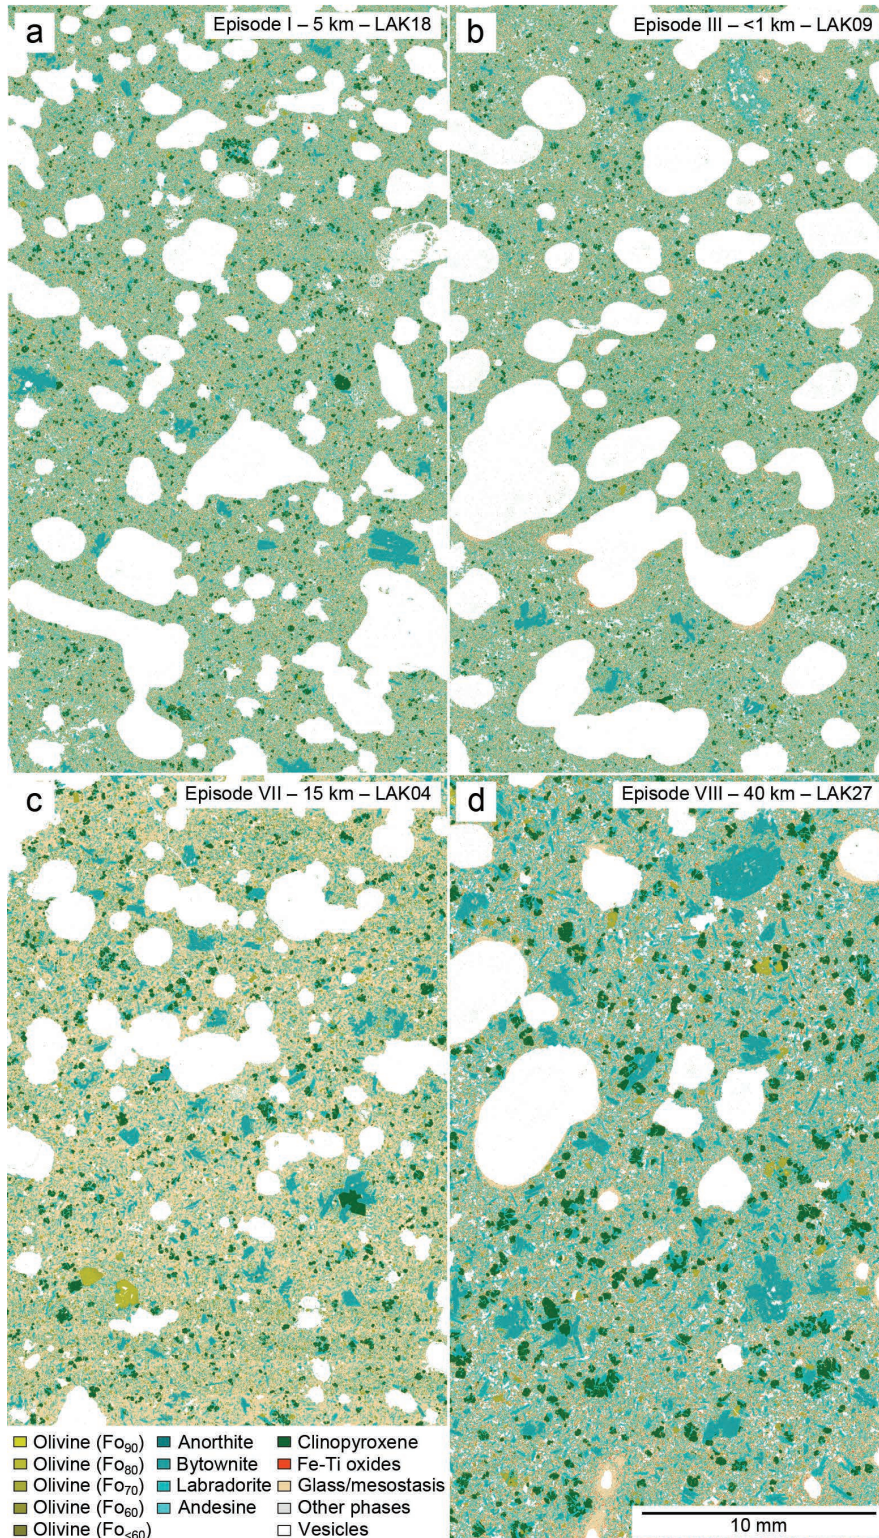 a
Episode I – 5 km – LAK18
b
Episode III – <1 km – LAK09
c
Episode VII – 15 km – LAK04
d
Episode VIII – 40 km – LAK27
Olivine (Fo90)
Olivine (Fo80)
Olivine (Fo70)
Olivine (Fo60)
Olivine (Fo<60)
Anorthite
Bytownite
Labradorite
Andesine
Clinopyroxene
Fe-Ti oxides
Glass/mesostasis
Other phases
Vesicles
10 mm